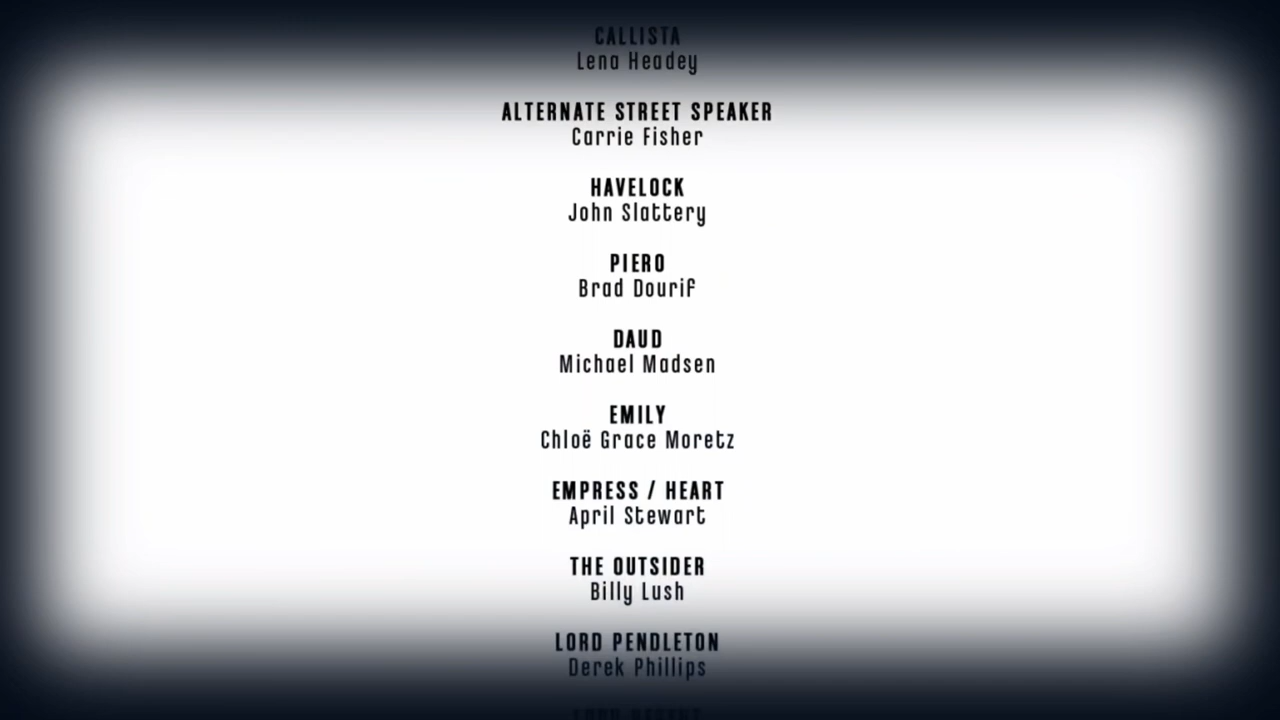 CALLISTA
Lena Headey
ALTERNATE STREET SPEAKER
Carrie Fisher
HAVELOCK
John Slattery
PIERO
Brad Dourif
DAUD
Michael Madsen
EMILY
Chloë Grace Moretz
EMPRESS / HEART
April Stewart
THE OUTSIDER
Billy Lush
LORD PENDLETON
Derek Phillips